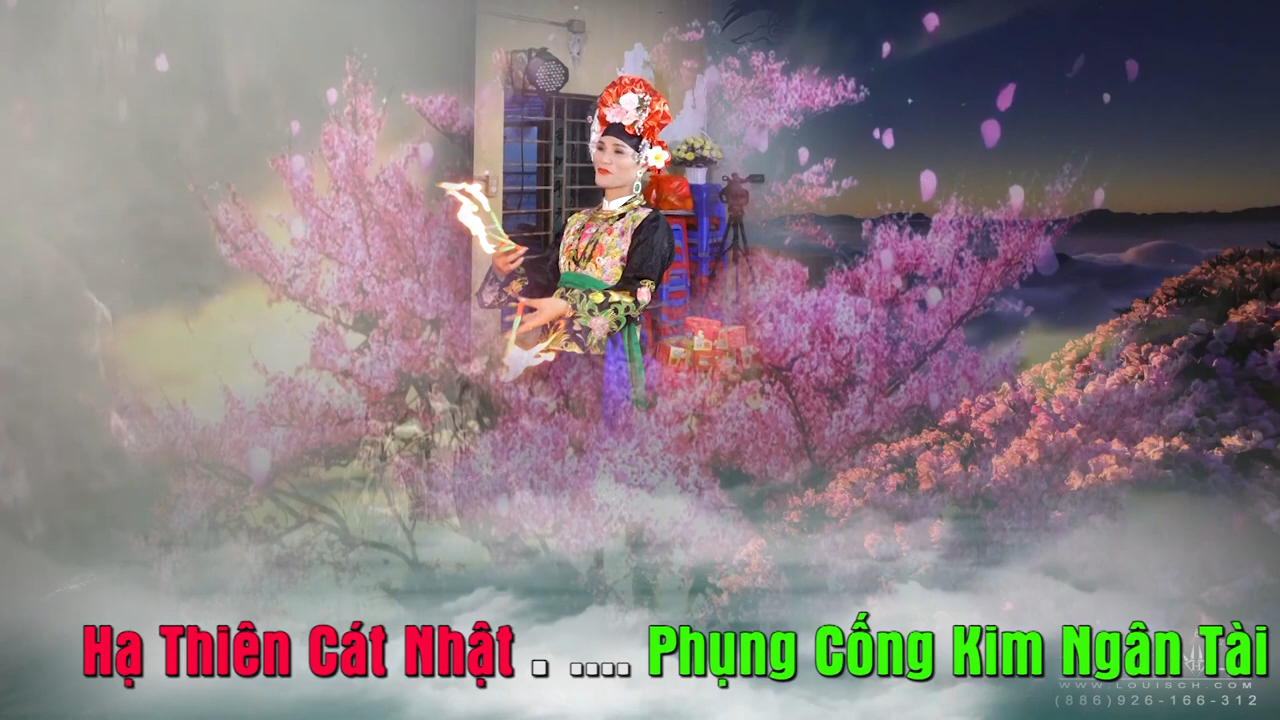 Hạ Thiên Cát Nhật . .... Phụng Cống Kim Ngân Tài
WWW.LOUISCH.COM
(886)926-166-312